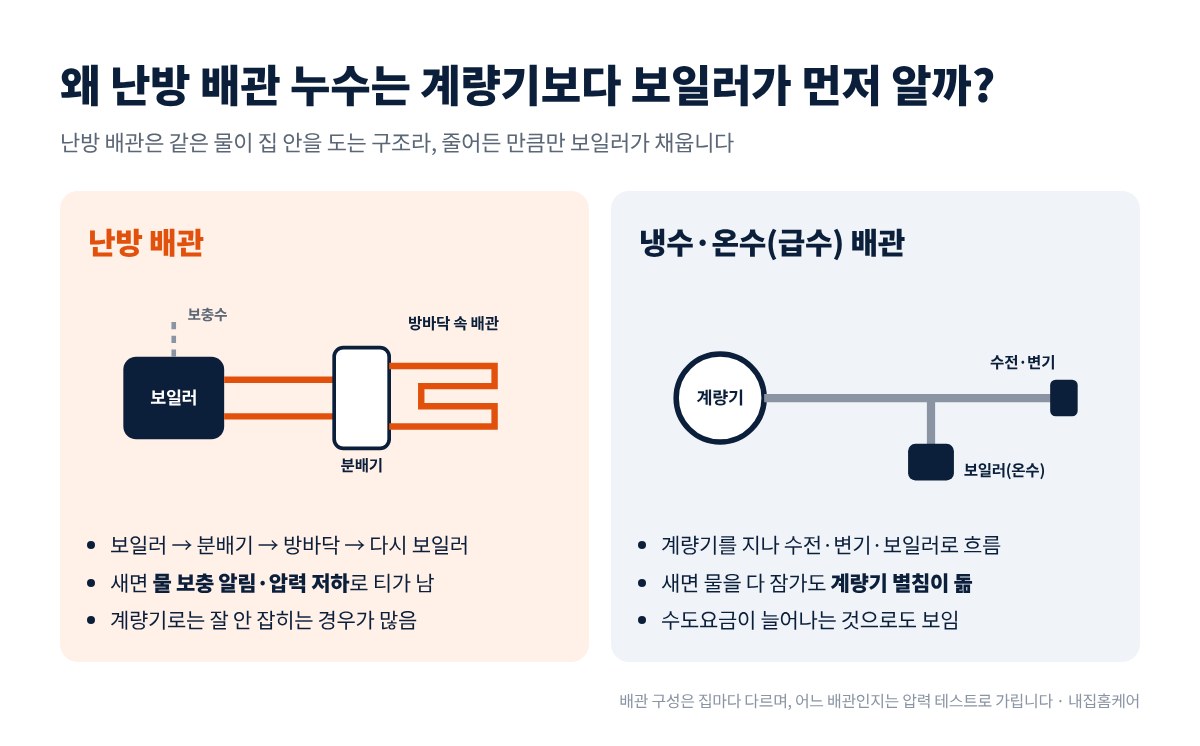 왜 난방 배관 누수는 계량기보다 보일러가 먼저 알까?
난방 배관은 같은 물이 집 안을 도는 구조라, 줄어든 만큼만 보일러가 채웁니다
난방 배관
보충수
방바닥 속 배관
보일러
분배기
• 보일러 → 분배기 → 방바닥 → 다시 보일러
• 새면 물 보충 알림·압력 저하로 티가 남
• 계량기로는 잘 안 잡히는 경우가 많음
냉수·온수(급수) 배관
수전·변기
계량기
보일러(온수)
• 계량기를 지나 수전·변기·보일러로 흐름
• 새면 물을 다 잠가도 계량기 별침이 돎
• 수도요금이 늘어나는 것으로도 보임
배관 구성은 집마다 다르며, 어느 배관인지는 압력 테스트로 가립니다 · 내집홈케어